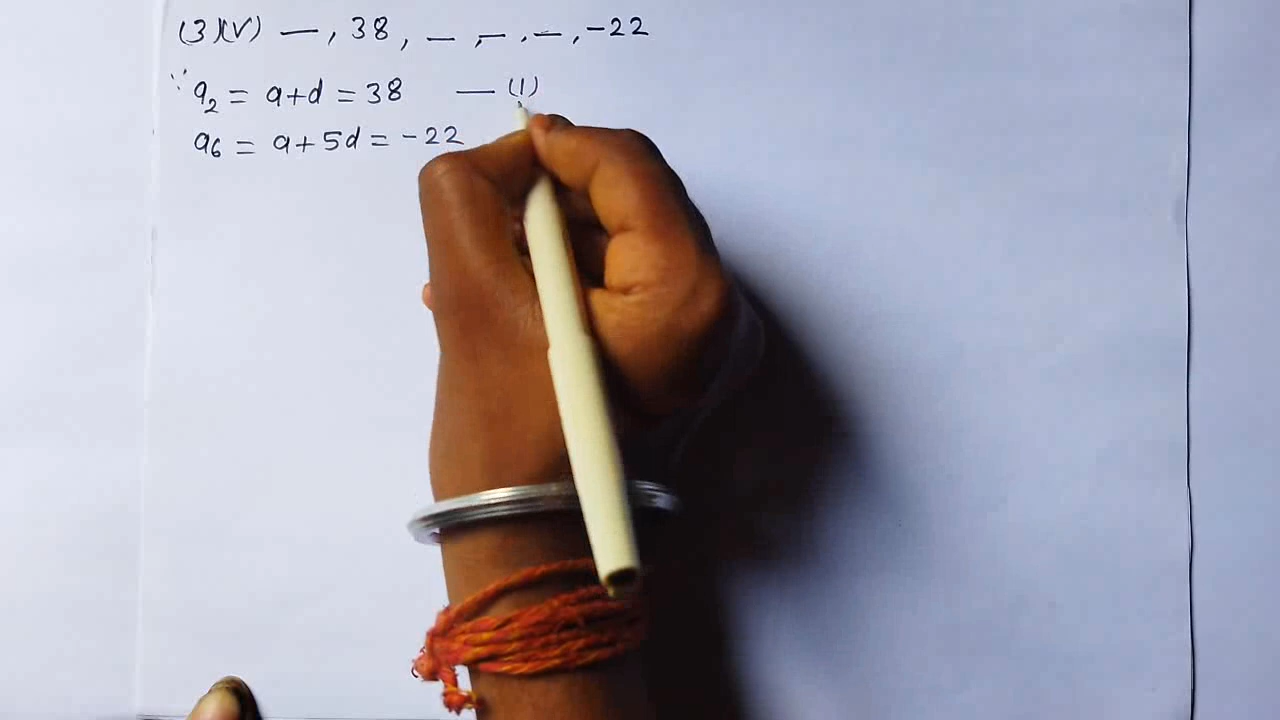 (3)(V) —, 38, —, —, —, -22
∵ a₂ = a+d = 38 — (1)
a₆ = a+5d = -22